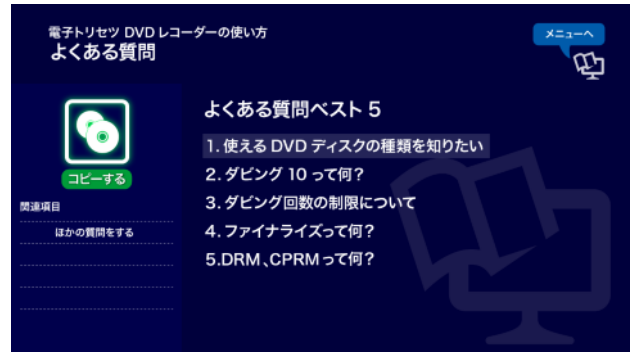 電子トリセツ DVD レコーダーの使い方
よくある質問
メニューへ
コピーする
関連項目
ほかの質問をする
よくある質問ベスト 5
1. 使える DVD ディスクの種類を知りたい
2. ダビング 10 って何?
3. ダビング回数の制限について
4. ファイナライズって何?
5.DRM、CPRM って何?